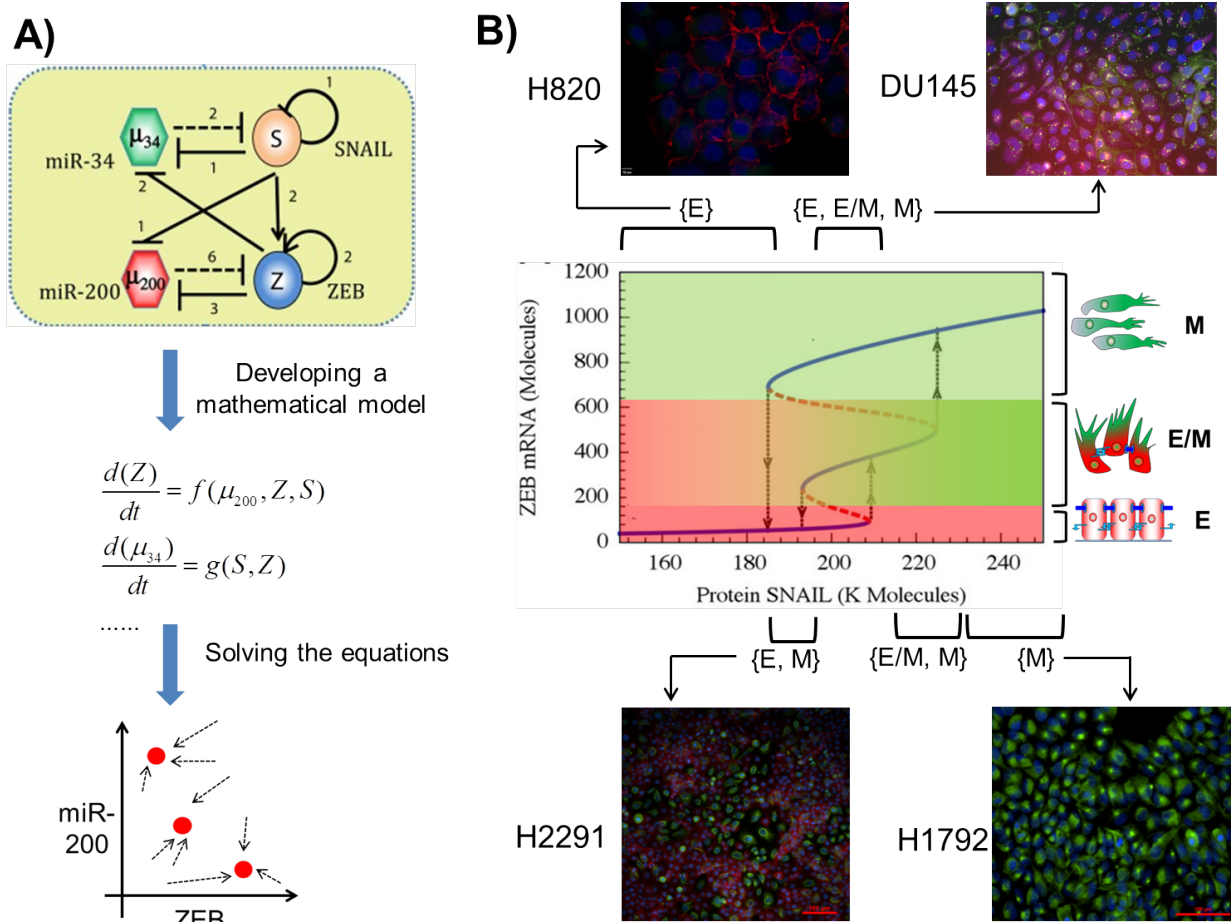 A)
1
2
μ34
S
miR-34
1
SNAIL
2
2
1
6
2
μ200
Z
miR-200
3
ZEB
Developing a
mathematical model
d(Z)/dt = f(μ200, Z, S)
d(μ34)/dt = g(S, Z)
......
Solving the equations
miR-
200
ZEB
B)
H820
DU145
{E}
{E, E/M, M}
ZEB mRNA (Molecules)
1200
1000
800
600
400
200
0
160
180
200
220
240
Protein SNAIL (K Molecules)
M
E/M
E
{E, M}
{E/M, M}
{M}
H2291
H1792